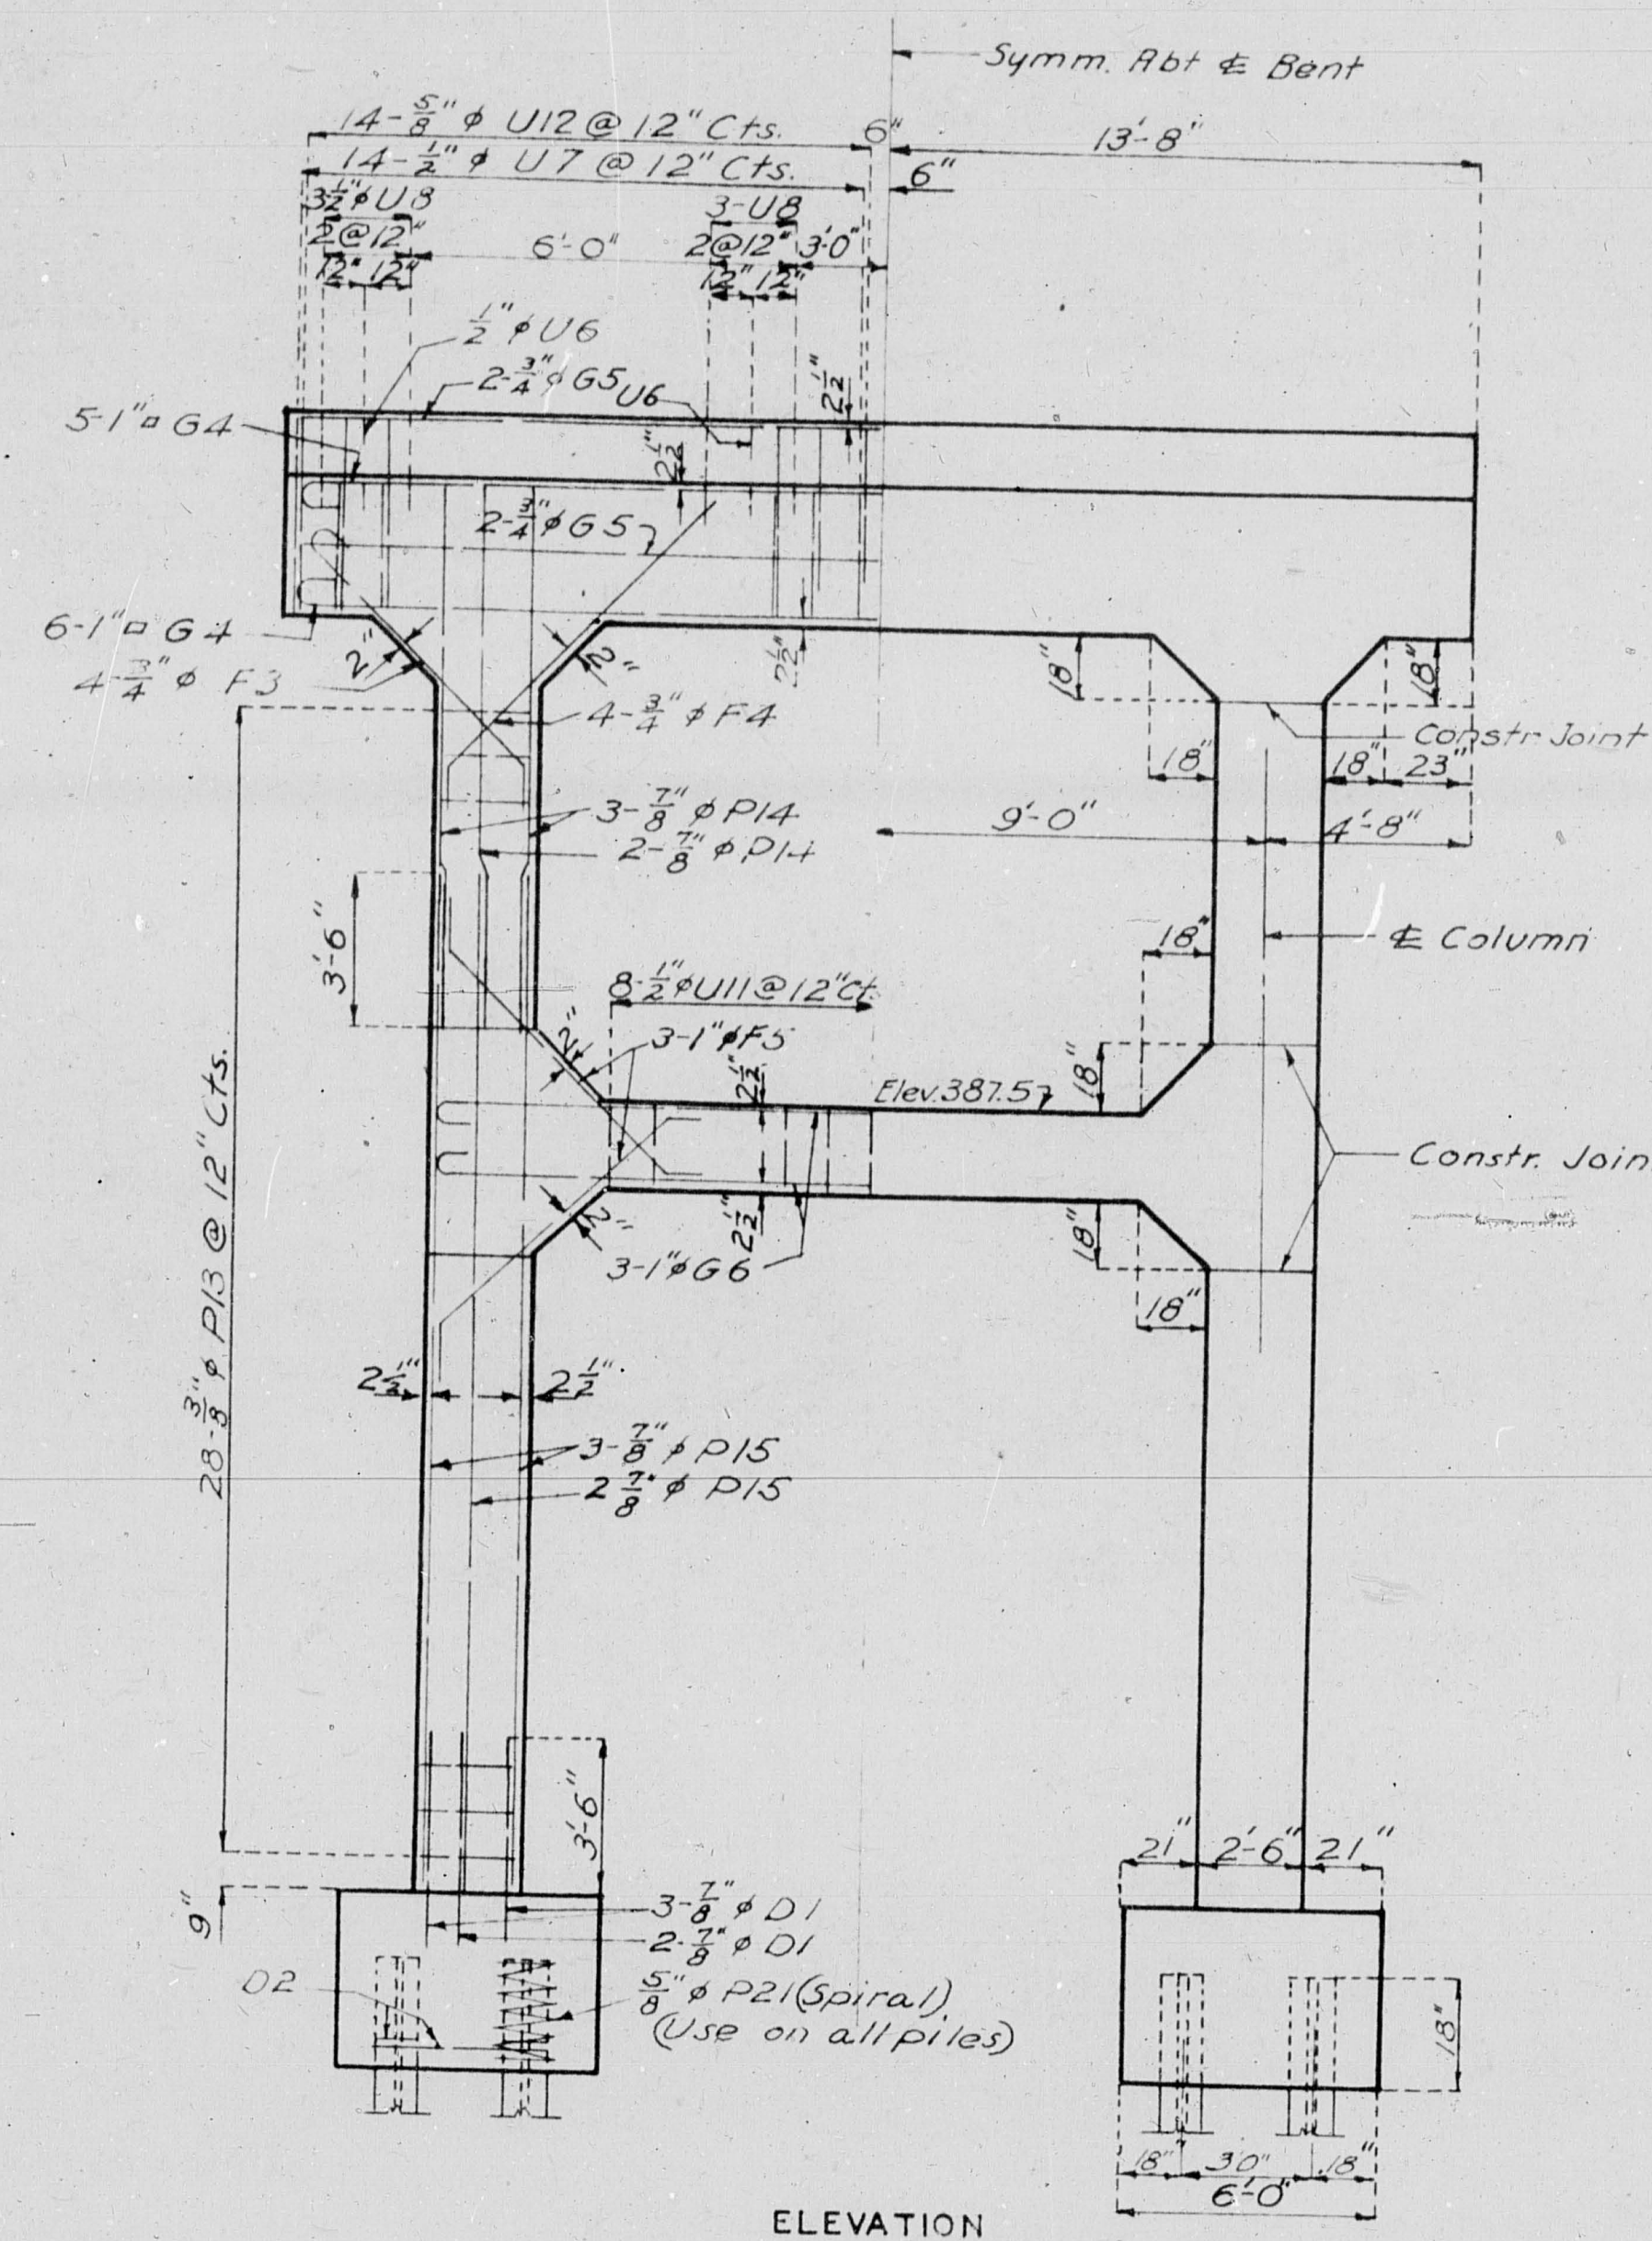 Symm. Abt ℄ Bent
14-5/8" φ U12 @ 12" Cts.
6"
13'-8"
14-1/2" φ U7 @ 12" Cts.
6"
3 1/2" φ U8
3-U8
2@12"
6'-0"
2@12"
3'-0"
12" 12"
12" 12"
1/2" φ U6
2-3/4" φ G5
U6
2 1/2"
5-1" □ G4
2 1/2"
2-3/4" φ G5
6-1" □ G4
2"
2"
2 1/2"
18"
18"
4-3/4" φ F3
4-3/4" φ F4
Constr. Joint
18"
18"
23"
3-7/8" φ P14
9'-0"
4'-8"
2-7/8" φ P14
3'-6"
18"
℄ Column
8-1/2" φ U11 @ 12" Ct.
2"
3-1" φ F5
2 1/2"
18"
Elev. 387.57
28-3/8" φ P13 @ 12" Cts.
Constr. Join
2"
2 1/2"
18"
3-1" φ G6
18"
2 1/2"
2 1/2"
3-7/8" φ P15
2 7/8" φ P15
3'-6"
21"
2'-6"
21"
9"
3-7/8" φ D1
2-7/8" φ D1
D2
5/8" φ P21 (Spiral)
(Use on all piles)
18"
18"
3'0"
18"
6'-0"
ELEVATION